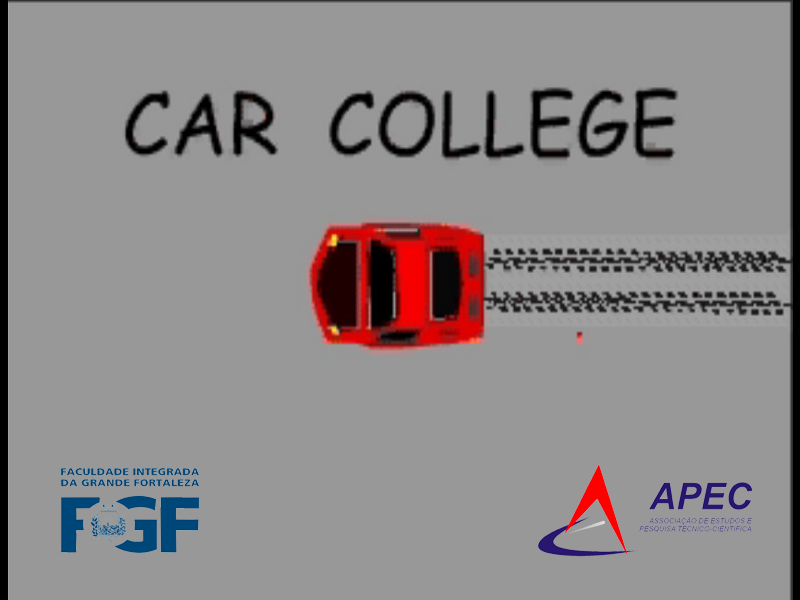 CAR COLLEGE
FACULDADE INTEGRADA
DA GRANDE FORTALEZA
FGF
APEC
ASSOCIAÇÃO DE ESTUDOS E
PESQUISA TÉCNICO-CIENTÍFICA